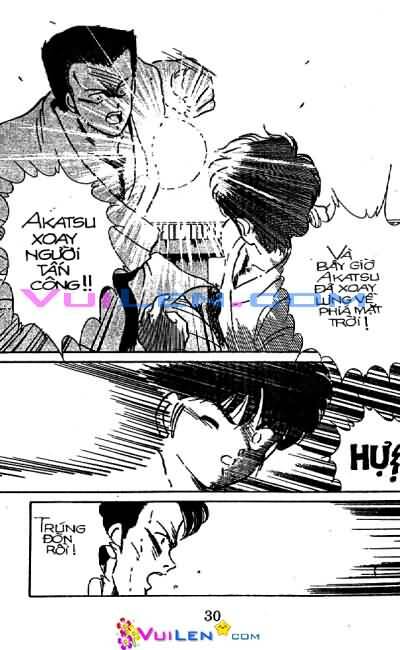 AKATSU
XOAY
NGƯỜI
TẤN
CÔNG!!
VÀ
BÂY GIỜ
AKATSU
ĐÃ XOAY
LƯNG VỀ
PHÍA MẶT
TRỜI!
VUILEN.COM
HỰ!
TRÚNG
ĐÒN
RỒI!
30
VUILEN.COM